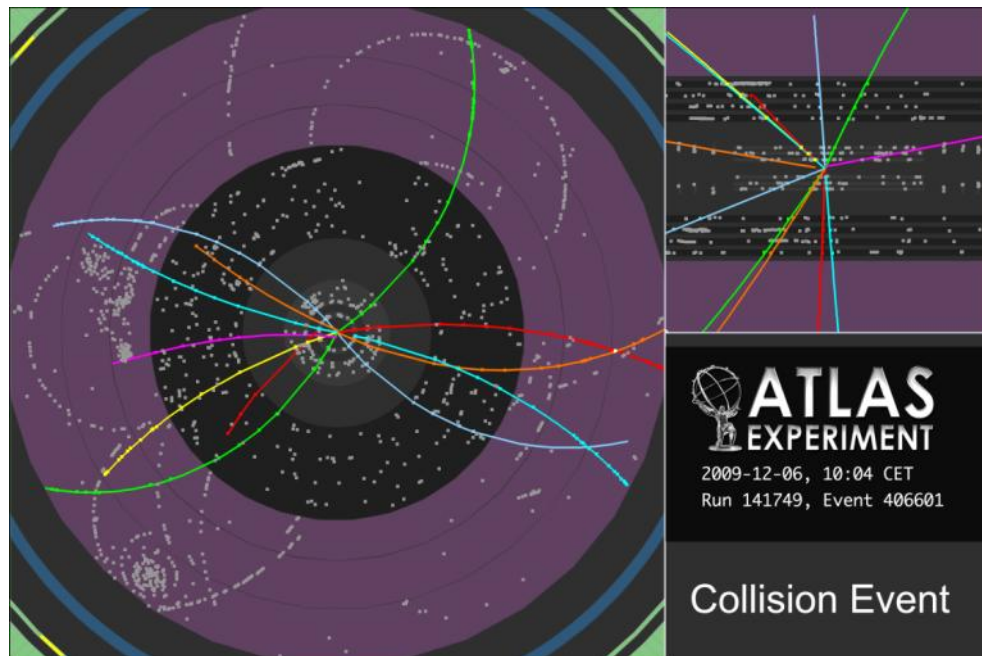 ATLAS
EXPERIMENT
2009-12-06, 10:04 CET
Run 141749, Event 406601
Collision Event